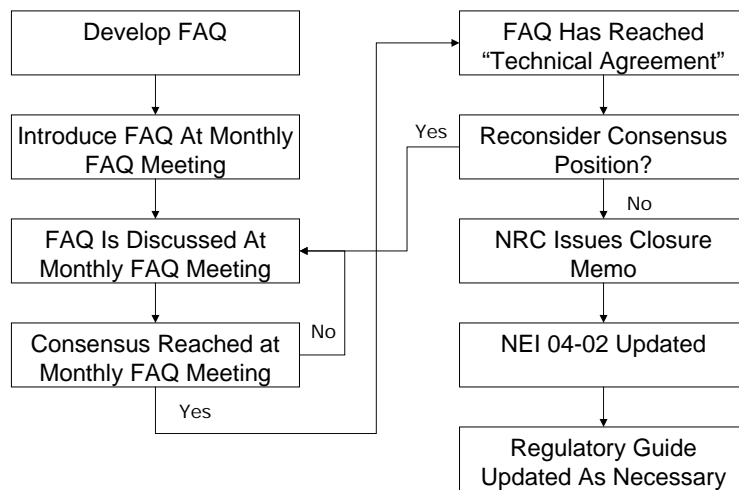 Develop FAQ
Introduce FAQ At Monthly
FAQ Meeting
FAQ Is Discussed At
Monthly FAQ Meeting
Consensus Reached at
Monthly FAQ Meeting
No
Yes
FAQ Has Reached
“Technical Agreement”
Yes
Reconsider Consensus
Position?
No
NRC Issues Closure
Memo
NEI 04-02 Updated
Regulatory Guide
Updated As Necessary